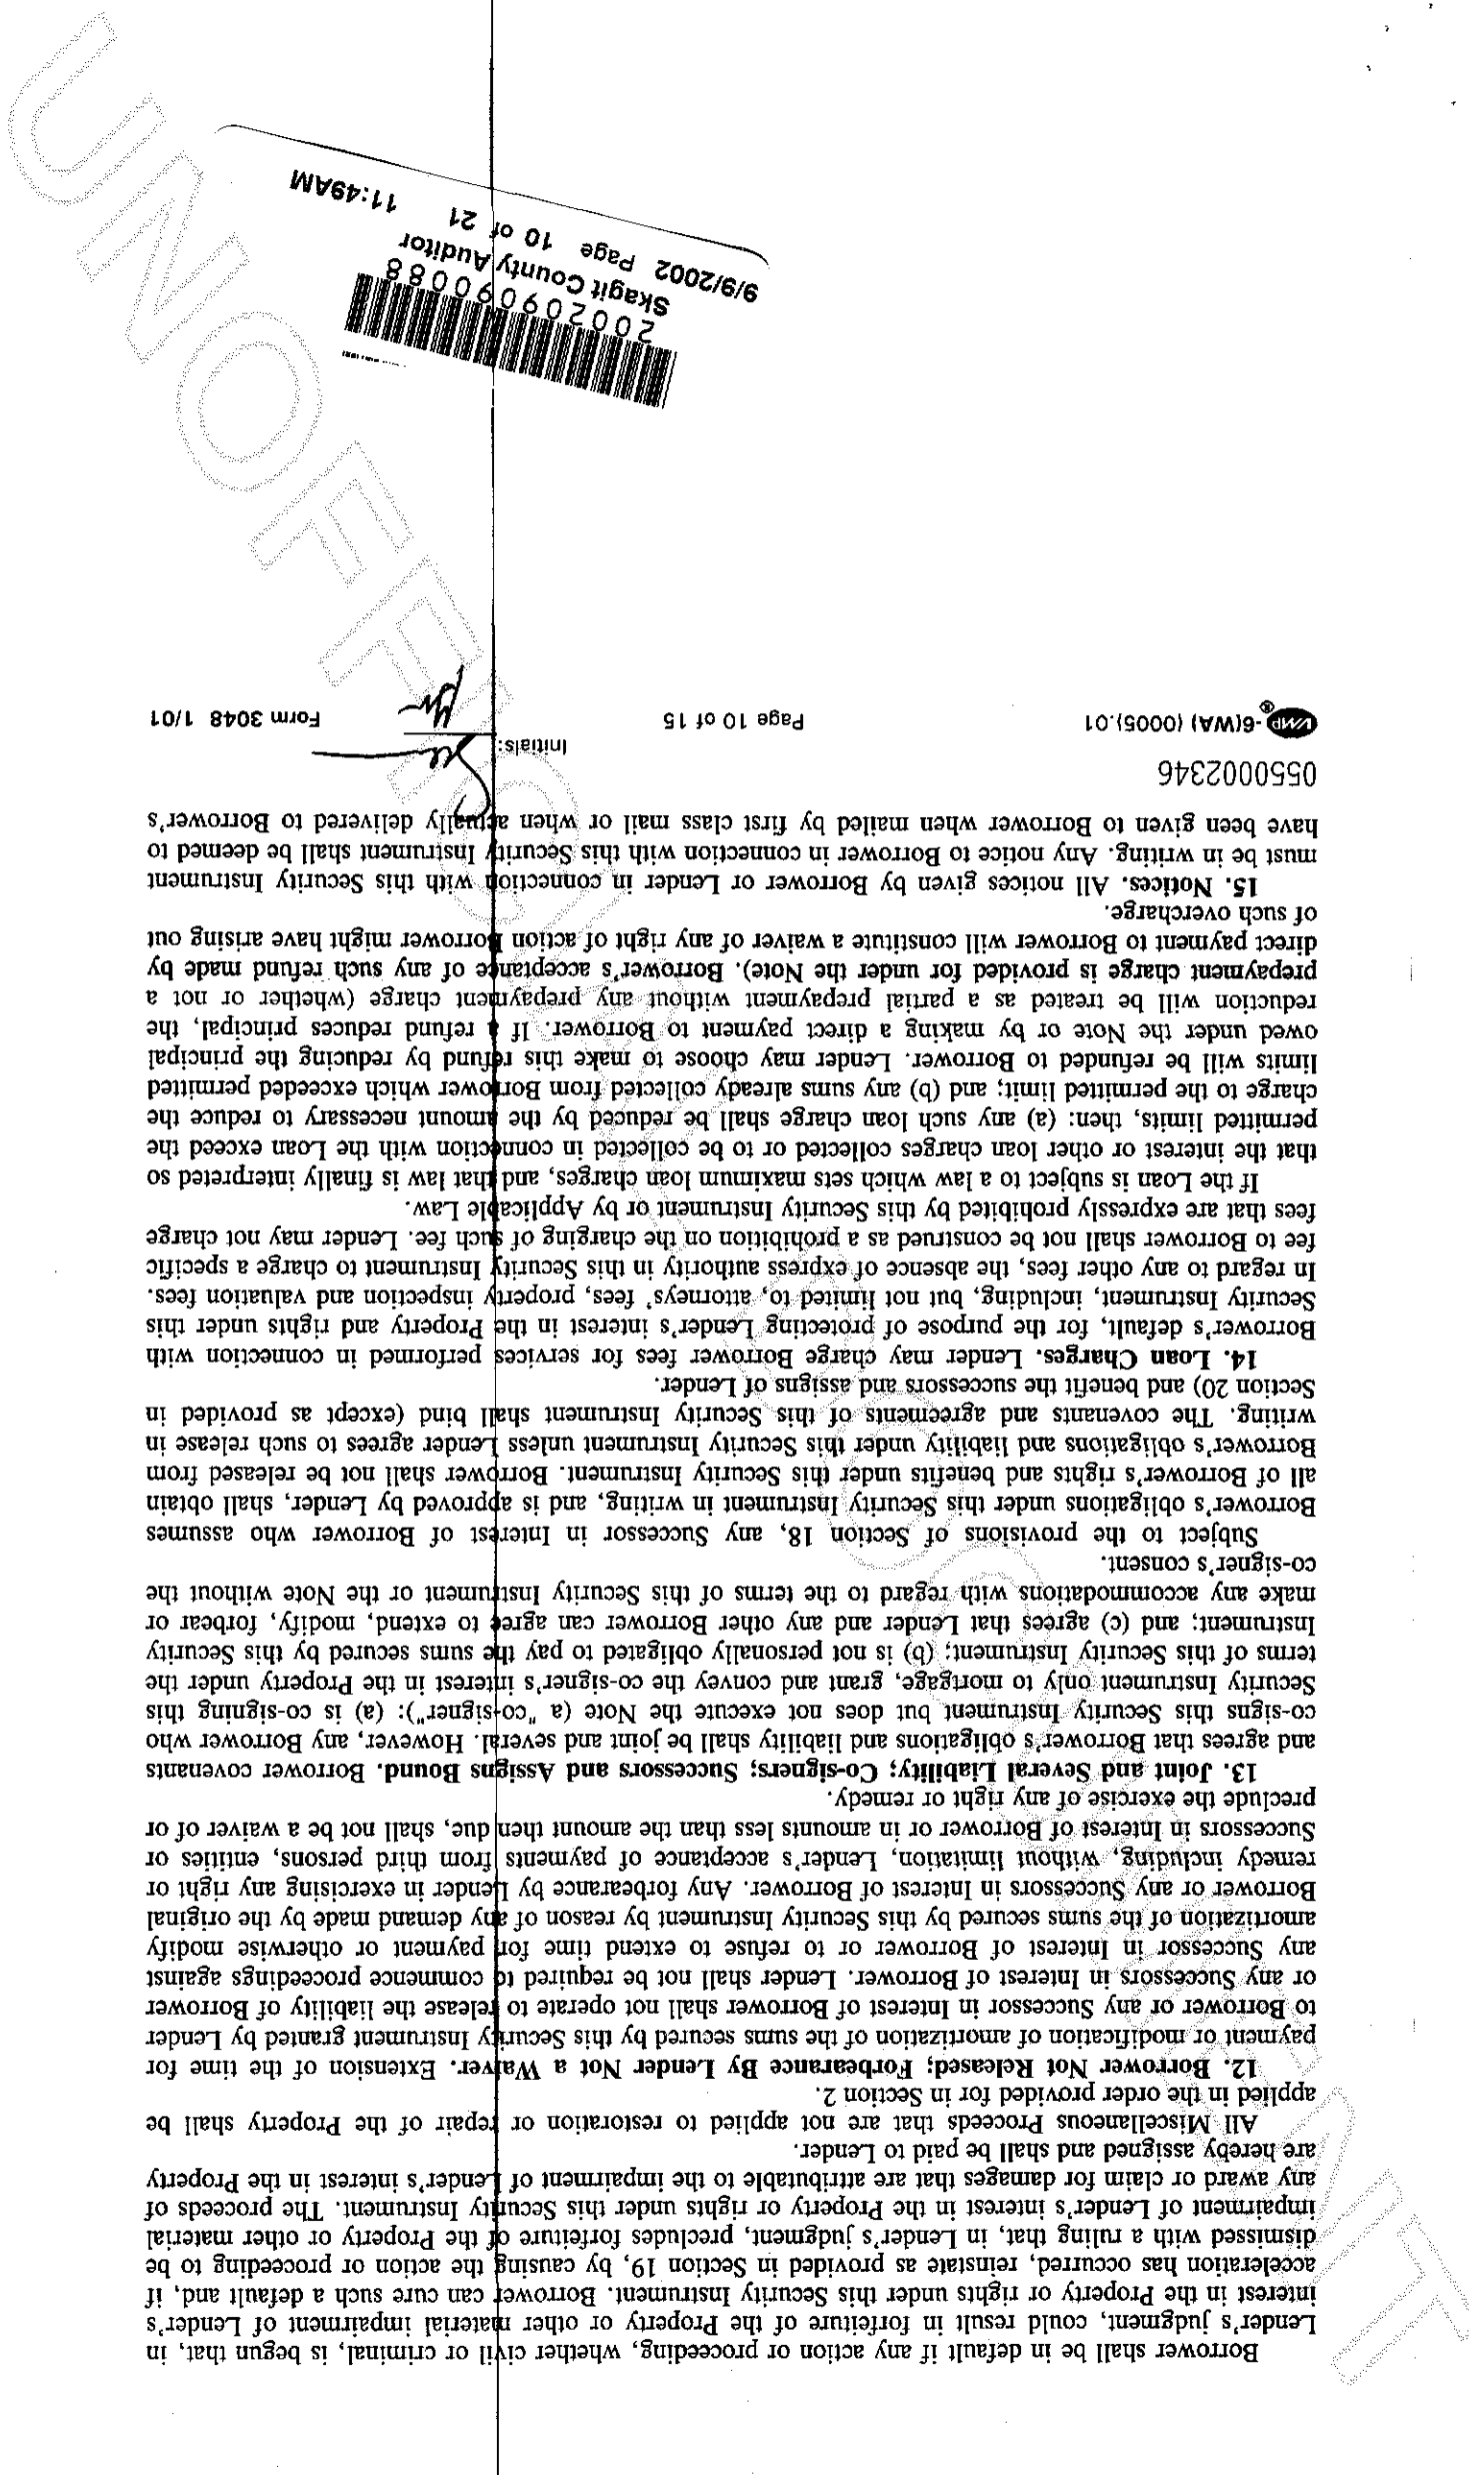 Borrower shall be in default if any action or proceeding, whether civil or criminal, is begun that, in
Lender's judgment, could result in forfeiture of the Property or other material impairment of Lender's
interest in the Property or rights under this Security Instrument. Borrower can cure such a default and, if
acceleration has occurred, reinstate as provided in Section 19, by causing the action or proceeding to be
dismissed with a ruling that, in Lender's judgment, precludes forfeiture of the Property or other material
impairment of Lender's interest in the Property or rights under this Security Instrument. The proceeds of
any award or claim for damages that are attributable to the impairment of Lender's interest in the Property
are hereby assigned and shall be paid to Lender.
All Miscellaneous Proceeds that are not applied to restoration or repair of the Property shall be
applied in the order provided for in Section 2.
12. Borrower Not Released; Forbearance By Lender Not a Waiver. Extension of the time for
payment or modification of amortization of the sums secured by this Security Instrument granted by Lender
to Borrower or any Successor in Interest of Borrower shall not operate to release the liability of Borrower
or any Successors in Interest of Borrower. Lender shall not be required to commence proceedings against
any Successor in Interest of Borrower or to refuse to extend time for payment or otherwise modify
amortization of the sums secured by this Security Instrument by reason of any demand made by the original
Borrower or any Successors in Interest of Borrower. Any forbearance by Lender in exercising any right or
remedy including, without limitation, Lender's acceptance of payments from third persons, entities or
Successors in Interest of Borrower or in amounts less than the amount then due, shall not be a waiver of or
preclude the exercise of any right or remedy.
13. Joint and Several Liability; Co-signers; Successors and Assigns Bound. Borrower covenants
and agrees that Borrower's obligations and liability shall be joint and several. However, any Borrower who
co-signs this Security Instrument but does not execute the Note (a "co-signer"): (a) is co-signing this
Security Instrument only to mortgage, grant and convey the co-signer's interest in the Property under the
terms of this Security Instrument; (b) is not personally obligated to pay the sums secured by this Security
Instrument; and (c) agrees that Lender and any other Borrower can agree to extend, modify, forbear or
make any accommodations with regard to the terms of this Security Instrument or the Note without the
co-signer's consent.
Subject to the provisions of Section 18, any Successor in Interest of Borrower who assumes
Borrower's obligations under this Security Instrument in writing, and is approved by Lender, shall obtain
all of Borrower's rights and benefits under this Security Instrument. Borrower shall not be released from
Borrower's obligations and liability under this Security Instrument unless Lender agrees to such release in
writing. The covenants and agreements of this Security Instrument shall bind (except as provided in
Section 20) and benefit the successors and assigns of Lender.
14. Loan Charges. Lender may charge Borrower fees for services performed in connection with
Borrower's default, for the purpose of protecting Lender's interest in the Property and rights under this
Security Instrument, including, but not limited to, attorneys' fees, property inspection and valuation fees.
In regard to any other fees, the absence of express authority in this Security Instrument to charge a specific
fee to Borrower shall not be construed as a prohibition on the charging of such fee. Lender may not charge
fees that are expressly prohibited by this Security Instrument or by Applicable Law.
If the Loan is subject to a law which sets maximum loan charges, and that law is finally interpreted so
that the interest or other loan charges collected or to be collected in connection with the Loan exceed the
permitted limits, then: (a) any such loan charge shall be reduced by the amount necessary to reduce the
charge to the permitted limit; and (b) any sums already collected from Borrower which exceeded permitted
limits will be refunded to Borrower. Lender may choose to make this refund by reducing the principal
owed under the Note or by making a direct payment to Borrower. If a refund reduces principal, the
reduction will be treated as a partial prepayment without any prepayment charge (whether or not a
prepayment charge is provided for under the Note). Borrower's acceptance of any such refund made by
direct payment to Borrower will constitute a waiver of any right of action Borrower might have arising out
of such overcharge.
15. Notices. All notices given by Borrower or Lender in connection with this Security Instrument
must be in writing. Any notice to Borrower in connection with this Security Instrument shall be deemed to
have been given to Borrower when mailed by first class mail or when actually delivered to Borrower's
0550002346
VMP®-6(WA) (0005).01 Page 10 of 15 Initials: Form 3048 1/01
200209090088
Skagit County Auditor
9/9/2002 Page 10 of 21 11:49AM
UNOFFICIAL DOCUMENT